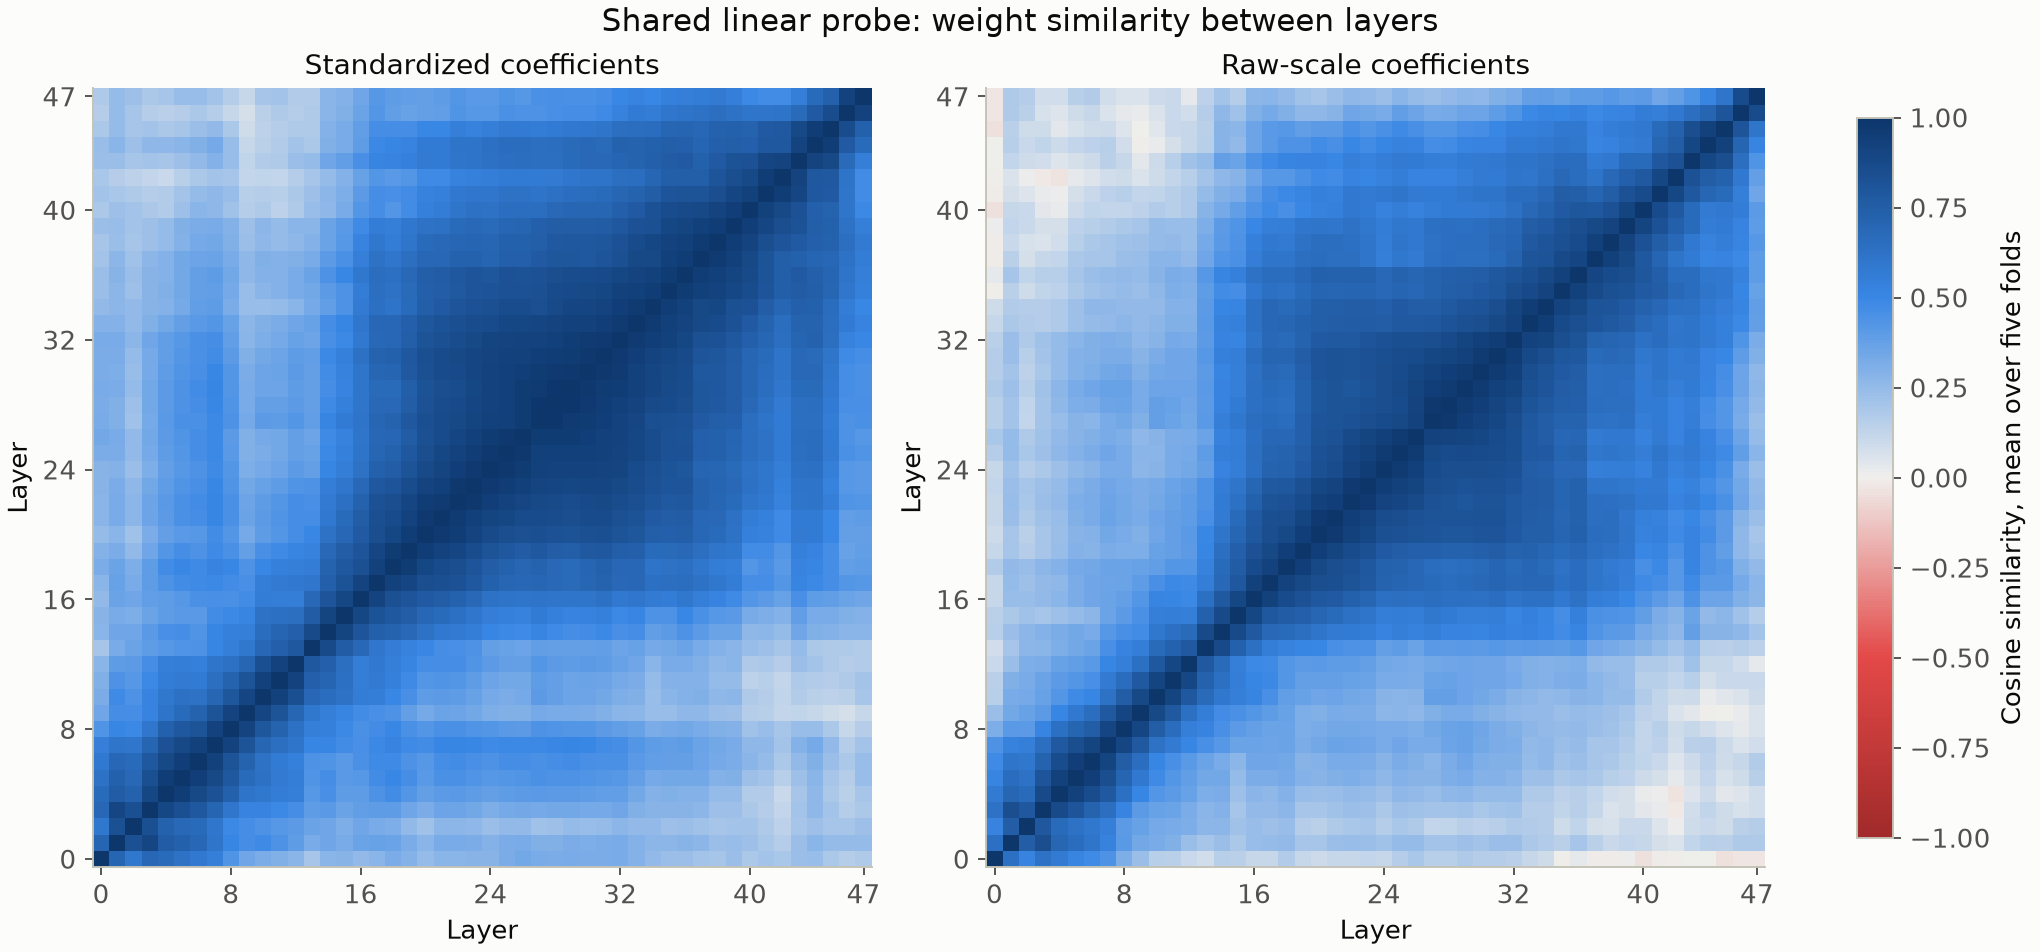 Shared linear probe: weight similarity between layers
Standardized coefficients
47
40
32
24
16
8
0
Layer
0 8 16 24 32 40 47
Layer
Raw-scale coefficients
47
40
32
24
16
8
0
Layer
0 8 16 24 32 40 47
Layer
1.00
0.75
0.50
0.25
0.00
−0.25
−0.50
−0.75
−1.00
Cosine similarity, mean over five folds